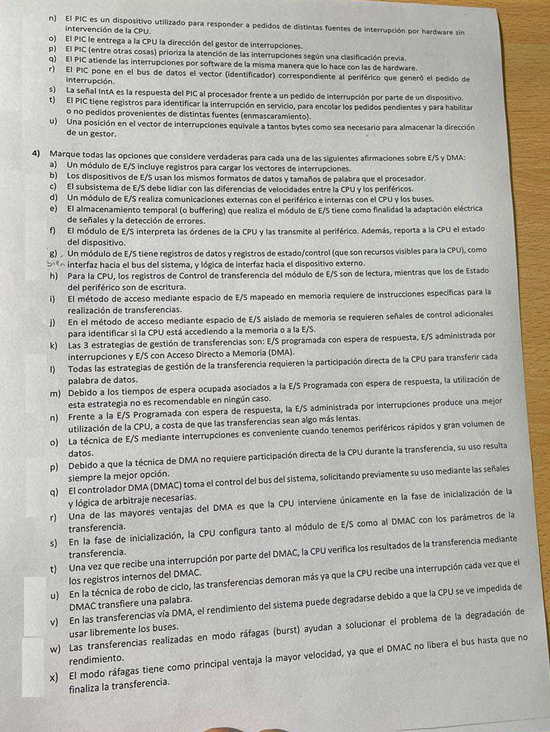 n) El PIC es un dispositivo utilizado para responder a pedidos de distintas fuentes de interrupción por hardware sin
intervención de la CPU.
o) El PIC le entrega a la CPU la dirección del gestor de interrupciones.
p) El PIC (entre otras cosas) prioriza la atención de las interrupciones según una clasificación previa.
q) El PIC atiende las interrupciones por software de la misma manera que lo hace con las de hardware.
r) El PIC pone en el bus de datos el vector (identificador) correspondiente al periférico que generó el pedido de
interrupción.
s) La señal IntA es la respuesta del PIC al procesador frente a un pedido de interrupción por parte de un dispositivo.
t) El PIC tiene registros para identificar la interrupción en servicio, para encolar los pedidos pendientes y para habilitar
o no pedidos provenientes de distintas fuentes (enmascaramiento).
u) Una posición en el vector de interrupciones equivale a tantos bytes como sea necesario para almacenar la dirección
de un gestor.
4) Marque todas las opciones que considere verdaderas para cada una de las siguientes afirmaciones sobre E/S y DMA:
a) Un módulo de E/S incluye registros para cargar los vectores de interrupciones.
b) Los dispositivos de E/S usan los mismos formatos de datos y tamaños de palabra que el procesador.
c) El subsistema de E/S debe lidiar con las diferencias de velocidades entre la CPU y los periféricos.
d) Un módulo de E/S realiza comunicaciones externas con el periférico e internas con el CPU y los buses.
e) El almacenamiento temporal (o buffering) que realiza el módulo de E/S tiene como finalidad la adaptación eléctrica
de señales y la detección de errores.
f) El módulo de E/S interpreta las órdenes de la CPU y las transmite al periférico. Además, reporta a la CPU el estado
del dispositivo.
g) Un módulo de E/S tiene registros de datos y registros de estado/control (que son recursos visibles para la CPU), como
bien interfaz hacia el bus del sistema, y lógica de interfaz hacia el dispositivo externo.
h) Para la CPU, los registros de Control de transferencia del módulo de E/S son de lectura, mientras que los de Estado
del periférico son de escritura.
i) El método de acceso mediante espacio de E/S mapeado en memoria requiere de instrucciones específicas para la
realización de transferencias.
j) En el método de acceso mediante espacio de E/S aislado de memoria se requieren señales de control adicionales
para identificar si la CPU está accediendo a la memoria o a la E/S.
k) Las 3 estrategias de gestión de transferencias son: E/S programada con espera de respuesta, E/S administrada por
interrupciones y E/S con Acceso Directo a Memoria (DMA).
l) Todas las estrategias de gestión de la transferencia requieren la participación directa de la CPU para transferir cada
palabra de datos.
m) Debido a los tiempos de espera ocupada asociados a la E/S Programada con espera de respuesta, la utilización de
esta estrategia no es recomendable en ningún caso.
n) Frente a la E/S Programada con espera de respuesta, la E/S administrada por interrupciones produce una mejor
utilización de la CPU, a costa de que las transferencias sean algo más lentas.
o) La técnica de E/S mediante interrupciones es conveniente cuando tenemos periféricos rápidos y gran volumen de
datos.
p) Debido a que la técnica de DMA no requiere participación directa de la CPU durante la transferencia, su uso resulta
siempre la mejor opción.
q) El controlador DMA (DMAC) toma el control del bus del sistema, solicitando previamente su uso mediante las señales
y lógica de arbitraje necesarias.
r) Una de las mayores ventajas del DMA es que la CPU interviene únicamente en la fase de inicialización de la
transferencia.
s) En la fase de inicialización, la CPU configura tanto al módulo de E/S como al DMAC con los parámetros de la
transferencia.
t) Una vez que recibe una interrupción por parte del DMAC, la CPU verifica los resultados de la transferencia mediante
los registros internos del DMAC.
u) En la técnica de robo de ciclo, las transferencias demoran más ya que la CPU recibe una interrupción cada vez que el
DMAC transfiere una palabra.
v) En las transferencias vía DMA, el rendimiento del sistema puede degradarse debido a que la CPU se ve impedida de
usar libremente los buses.
w) Las transferencias realizadas en modo ráfagas (burst) ayudan a solucionar el problema de la degradación de
rendimiento.
x) El modo ráfagas tiene como principal ventaja la mayor velocidad, ya que el DMAC no libera el bus hasta que no
finaliza la transferencia.